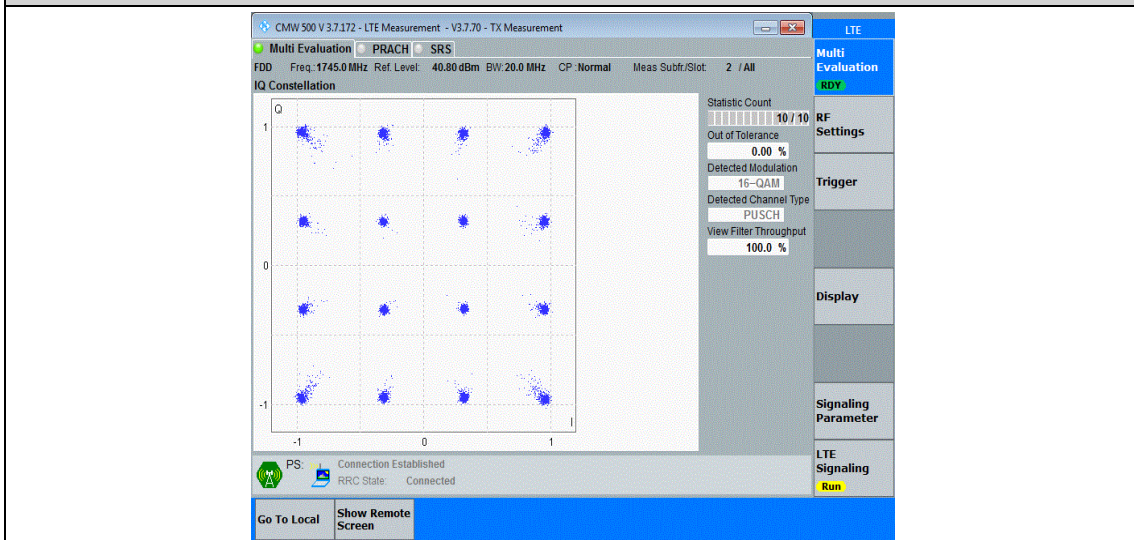 CMW 500 V 3.7.172 - LTE Measurement - V3.7.70 - TX Measurement
LTE
Multi Evaluation PRACH SRS
FDD Freq.:1745.0 MHz Ref. Level: 40.80 dBm BW:20.0 MHz CP :Normal Meas Subfr./Slot: 2 / All
IQ Constellation
Q
1
0
-1
-1 0 1
I
Statistic Count
10 / 10
Out of Tolerance
0.00 %
Detected Modulation
16-QAM
Detected Channel Type
PUSCH
View Filter Throughput
100.0 %
Multi
Evaluation
RDY
RF
Settings
Trigger
Display
Signaling
Parameter
LTE
Signaling
Run
PS: Connection Established
RRC State: Connected
Go To Local
Show Remote
Screen